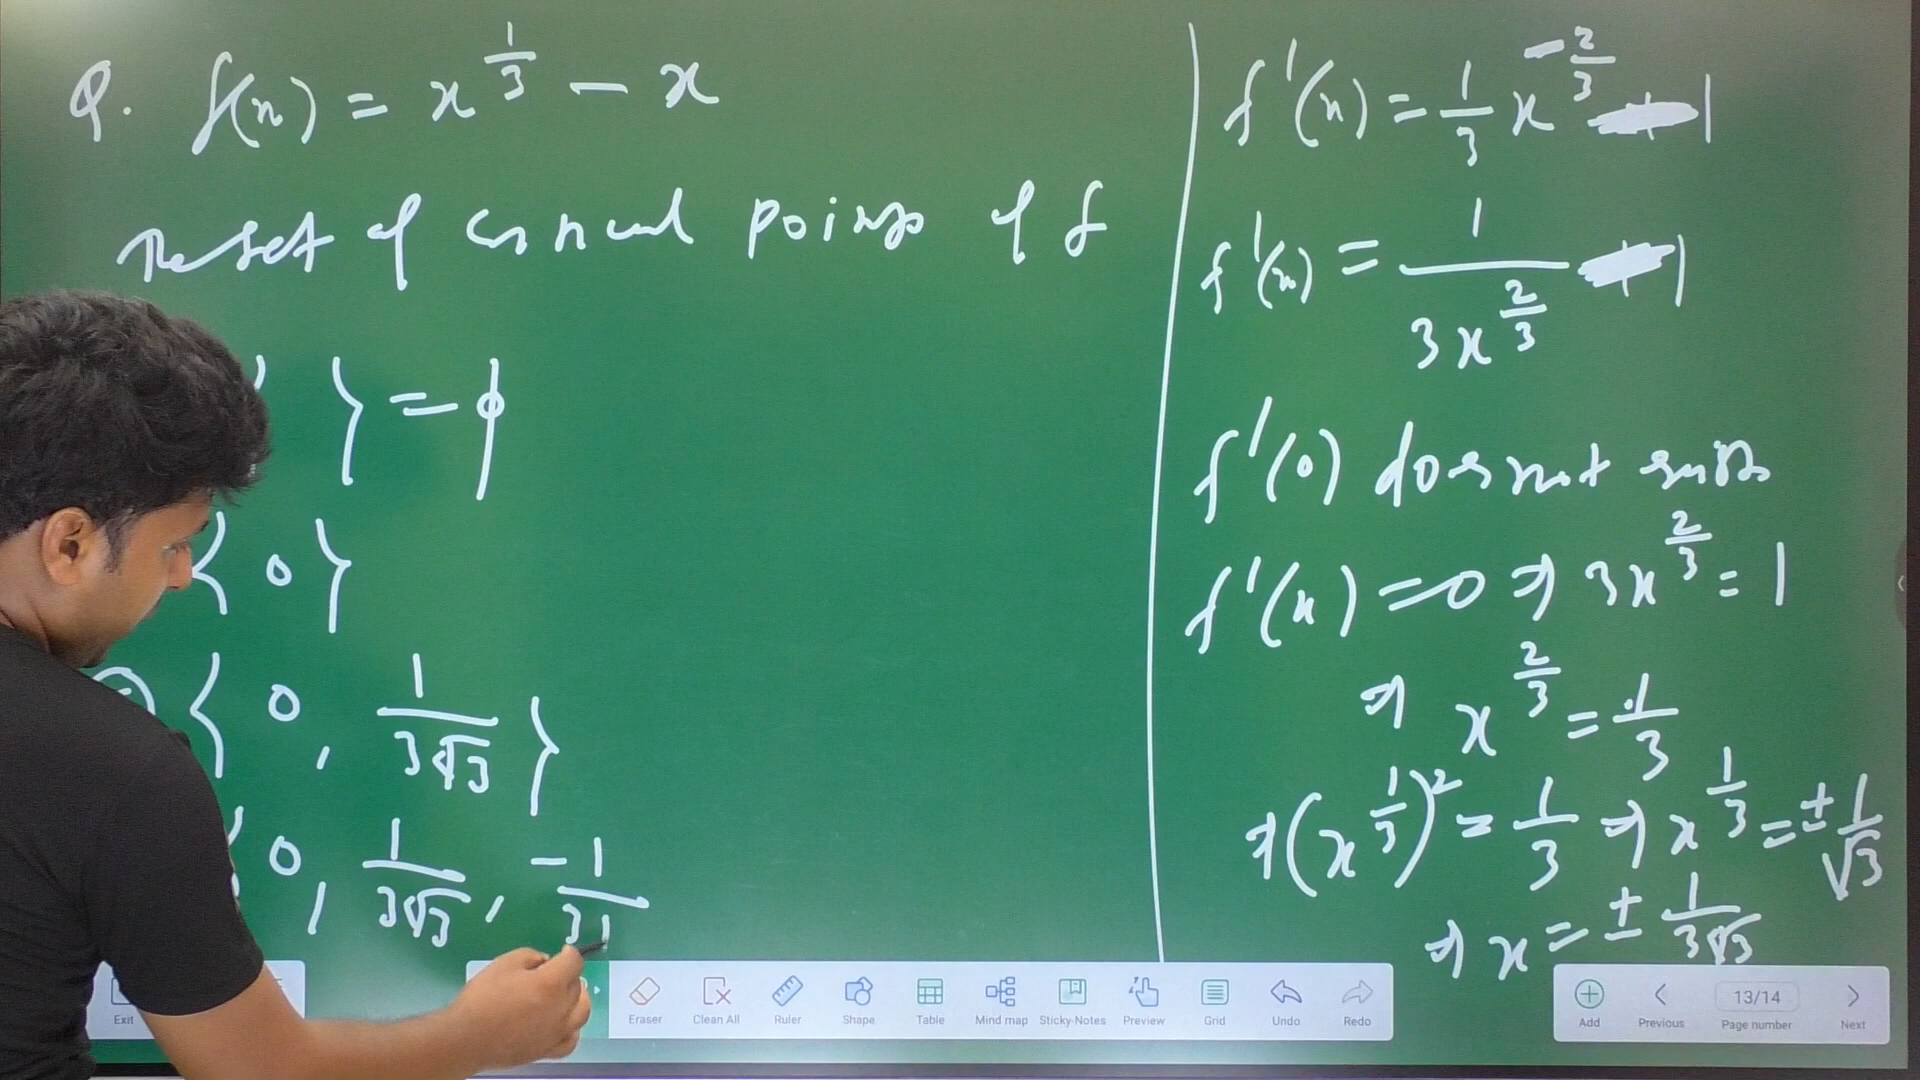 Q. f(x) = x^{1/3} - x
The set of critical points of f
} = ϕ
{ 0 }
{ 0 , 1/(3√3) }
{ 0 , 1/(3√3) , -1/(3
f'(x) = 1/3 x^{-2/3} - 1
f'(x) = 1/(3x^{2/3}) - 1
f'(0) does not exists
f'(x) = 0 ⇒ 3x^{2/3} = 1
⇒ x^{2/3} = 1/3
⇒ (x^{1/3})^2 = 1/3 ⇒ x^{1/3} = ± 1/√3
⇒ x = ± 1/(3√3)
Exit
Eraser
Clean All
Ruler
Shape
Table
Mind map
Sticky-Notes
Preview
Grid
Undo
Redo
Add
Previous
13/14
Page number
Next